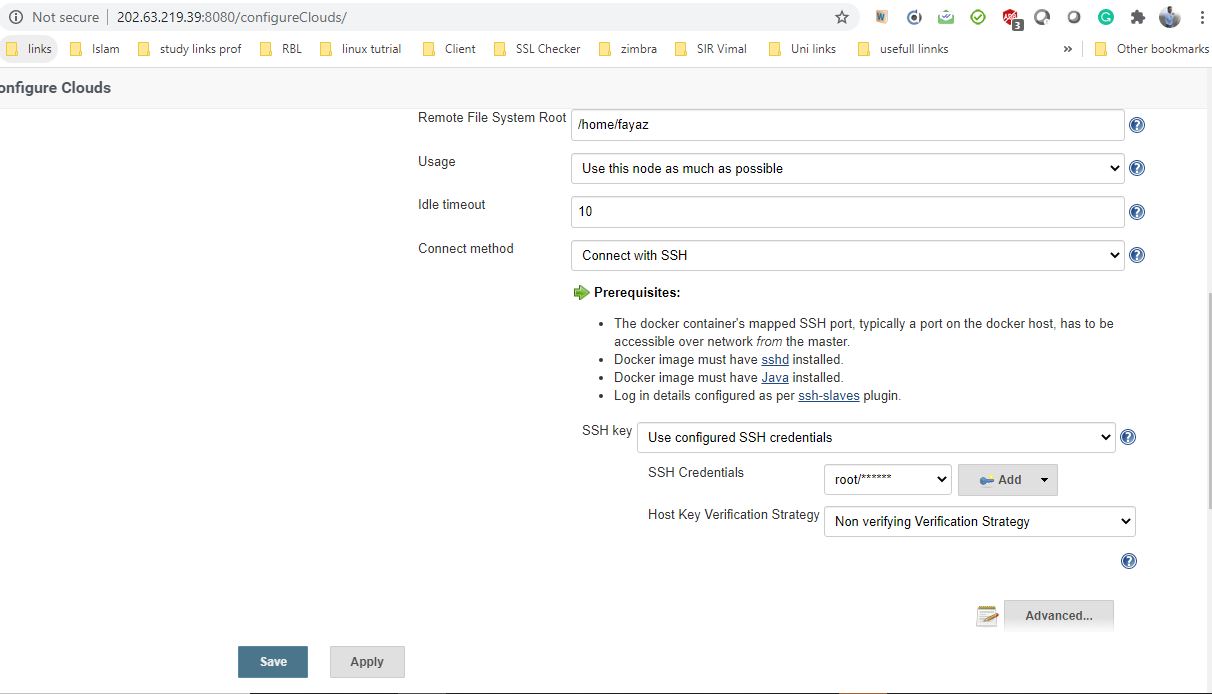 Not secure 202.63.219.39:8080/configureClouds/
3
links Islam study links prof RBL linux tutrial Client SSL Checker zimbra SIR Vimal Uni links usefull linnks » Other bookmarks
onfigure Clouds
Remote File System Root /home/fayaz
Usage Use this node as much as possible
Idle timeout 10
Connect method Connect with SSH
Prerequisites:
• The docker container's mapped SSH port, typically a port on the docker host, has to be
accessible over network from the master.
• Docker image must have sshd installed.
• Docker image must have Java installed.
• Log in details configured as per ssh-slaves plugin.
SSH key Use configured SSH credentials
SSH Credentials root/****** Add
Host Key Verification Strategy Non verifying Verification Strategy
Advanced...
Save Apply